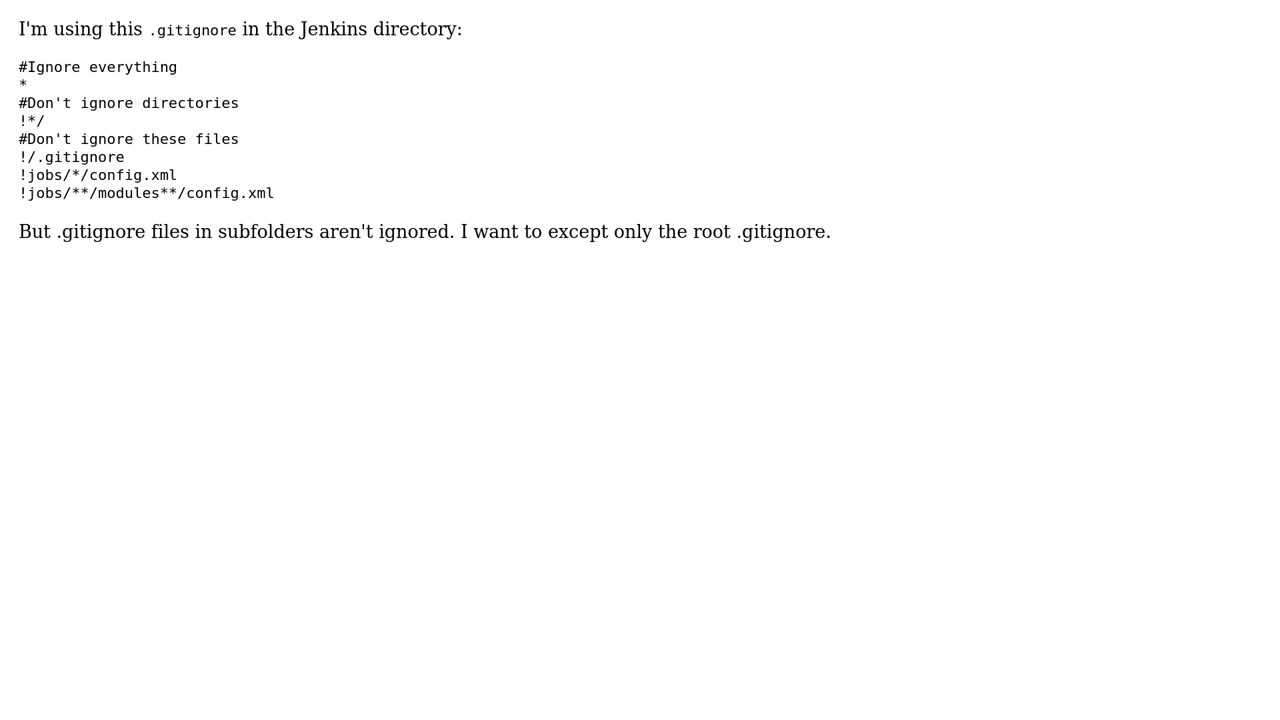 I'm using this .gitignore in the Jenkins directory:
#Ignore everything
*
#Don't ignore directories
!*/
#Don't ignore these files
!/.gitignore
!jobs/*/config.xml
!jobs/**/modules**/config.xml
But .gitignore files in subfolders aren't ignored. I want to except only the root .gitignore.